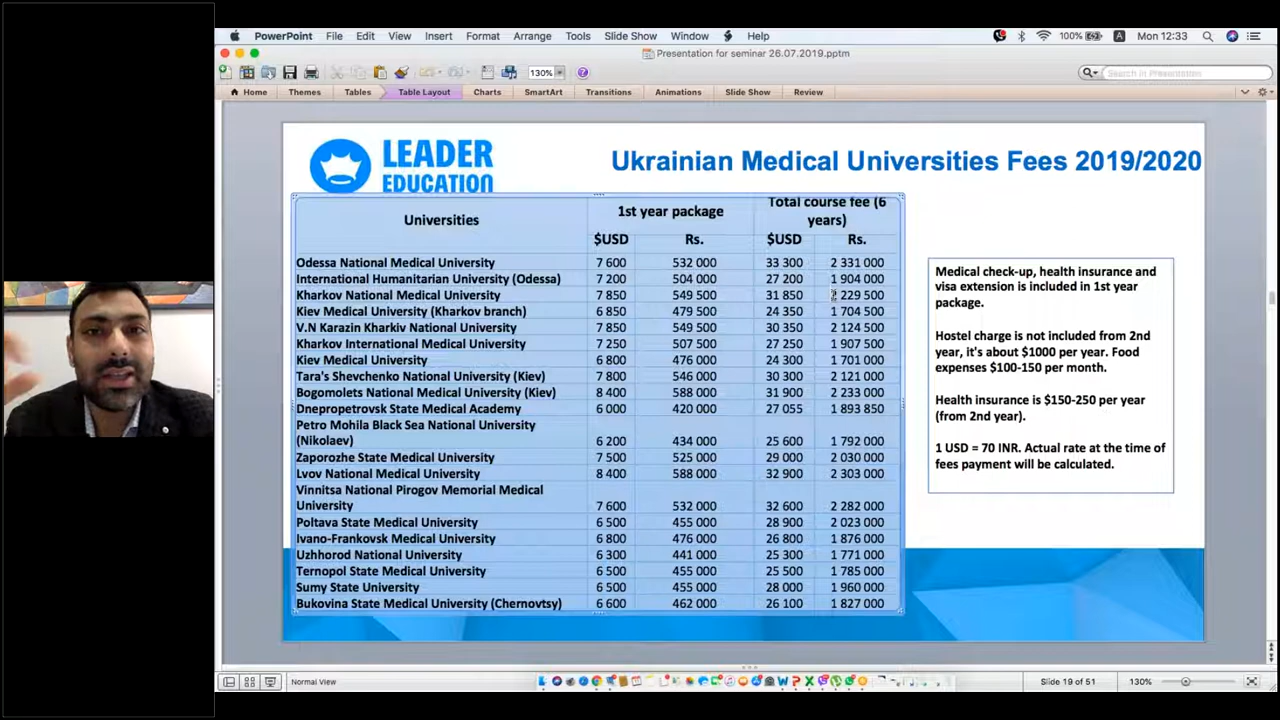 PowerPoint File Edit View Insert Format Arrange Tools Slide Show Window Help 100% A Mon 12:33
Presentation for seminar 26.07.2019.pptm
130% Search in Presentation
Home Themes Tables Table Layout Charts SmartArt Transitions Animations Slide Show Review
LEADER
EDUCATION
Ukrainian Medical Universities Fees 2019/2020
Universities 1st year package Total course fee (6
years)
$USD Rs. $USD Rs.
Odessa National Medical University 7 600 532 000 33 300 2 331 000
International Humanitarian University (Odessa) 7 200 504 000 27 200 1 904 000
Kharkov National Medical University 7 850 549 500 31 850 2 229 500
Kiev Medical University (Kharkov branch) 6 850 479 500 24 350 1 704 500
V.N Karazin Kharkiv National University 7 850 549 500 30 350 2 124 500
Kharkov International Medical University 7 250 507 500 27 250 1 907 500
Kiev Medical University 6 800 476 000 24 300 1 701 000
Tara's Shevchenko National University (Kiev) 7 800 546 000 30 300 2 121 000
Bogomolets National Medical University (Kiev) 8 400 588 000 31 900 2 233 000
Dnepropetrovsk State Medical Academy 6 000 420 000 27 055 1 893 850
Petro Mohila Black Sea National University
(Nikolaev) 6 200 434 000 25 600 1 792 000
Zaporozhe State Medical University 7 500 525 000 29 000 2 030 000
Lvov National Medical University 8 400 588 000 32 900 2 303 000
Vinnitsa National Pirogov Memorial Medical
University 7 600 532 000 32 600 2 282 000
Poltava State Medical University 6 500 455 000 28 900 2 023 000
Ivano-Frankovsk Medical University 6 800 476 000 26 800 1 876 000
Uzhhorod National University 6 300 441 000 25 300 1 771 000
Ternopol State Medical University 6 500 455 000 25 500 1 785 000
Sumy State University 6 500 455 000 28 000 1 960 000
Bukovina State Medical University (Chernovtsy) 6 600 462 000 26 100 1 827 000
Medical check-up, health insurance and
visa extension is included in 1st year
package.
Hostel charge is not included from 2nd
year, it's about $1000 per year. Food
expenses $100-150 per month.
Health insurance is $150-250 per year
(from 2nd year).
1 USD = 70 INR. Actual rate at the time of
fees payment will be calculated.
Normal View Slide 19 of 51 130%